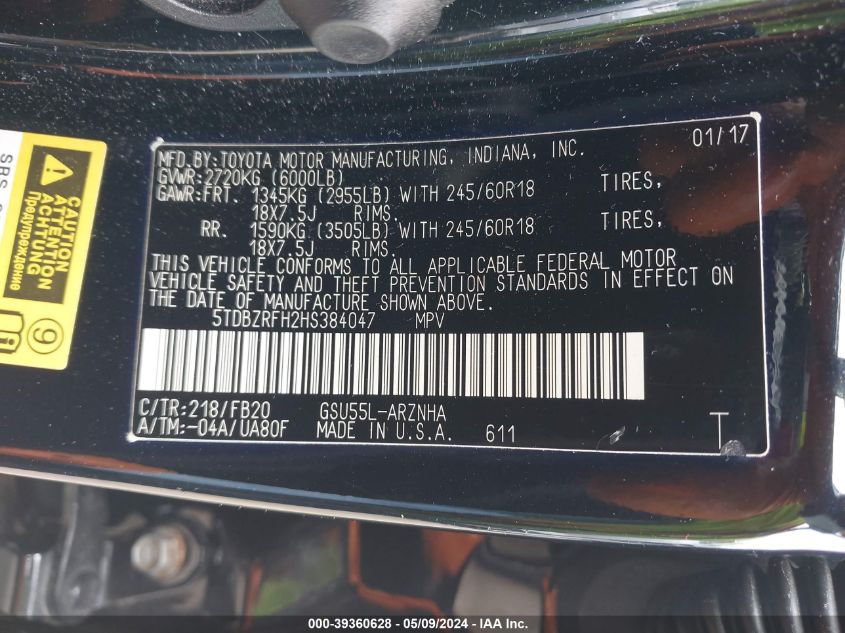 MFD.BY:TOYOTA MOTOR MANUFACTURING, INDIANA, INC. 01/17
GVWR:2720KG (6000LB)
GAWR:FRT. 1345KG (2955LB) WITH 245/60R18 TIRES,
18X7.5J RIMS.
RR. 1590KG (3505LB) WITH 245/60R18 TIRES,
18X7.5J RIMS.
THIS VEHICLE CONFORMS TO ALL APPLICABLE FEDERAL MOTOR
VEHICLE SAFETY AND THEFT PREVENTION STANDARDS IN EFFECT ON
THE DATE OF MANUFACTURE SHOWN ABOVE.
5TDBZRFH2HS384047 MPV
C/TR:218/FB20 GSU55L-ARZNHA
A/TM:-04A/UA80F MADE IN U.S.A. 611 T
CAUTION
ATTENTION
ACHTUNG
Предупреждение
9
SRS
000-39360628 - 05/09/2024 - IAA Inc.